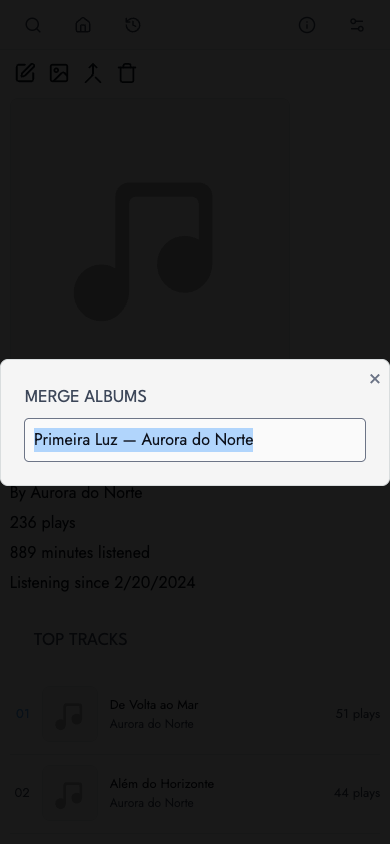 MERGE ALBUMS
Primeira Luz — Aurora do Norte
By Aurora do Norte
236 plays
889 minutes listened
Listening since 2/20/2024
TOP TRACKS
01
De Volta ao Mar
Aurora do Norte
51 plays
02
Além do Horizonte
Aurora do Norte
44 plays